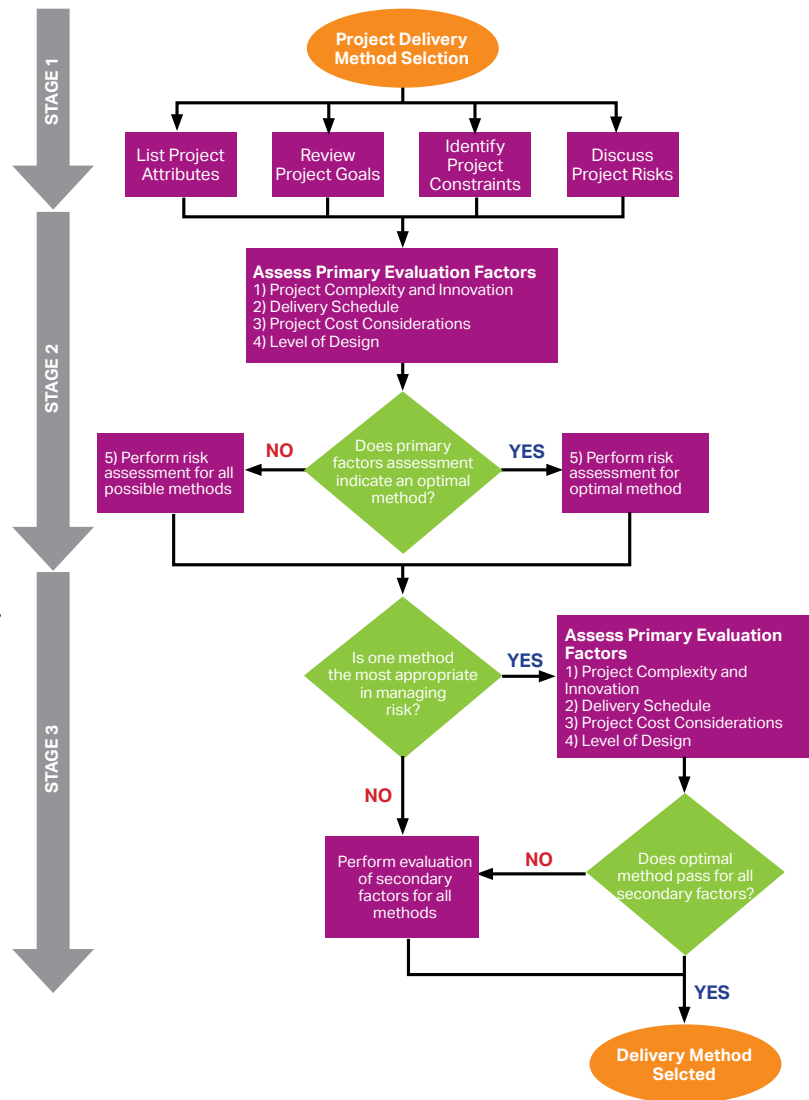 STAGE 1
Project Delivery
Method Selction
List Project
Attributes
Review
Project Goals
Identify
Project
Constraints
Discuss
Project Risks
STAGE 2
Assess Primary Evaluation Factors
1) Project Complexity and Innovation
2) Delivery Schedule
3) Project Cost Considerations
4) Level of Design
Does primary
factors assessment
indicate an optimal
method?
NO
5) Perform risk
assessment for all
possible methods
YES
5) Perform risk
assessment for
optimal method
STAGE 3
Is one method
the most appropriate
in managing
risk?
YES
Assess Primary Evaluation
Factors
1) Project Complexity and
Innovation
2) Delivery Schedule
3) Project Cost Considerations
4) Level of Design
NO
Perform evaluation
of secondary
factors for all
methods
NO
Does optimal
method pass for all
secondary factors?
YES
Delivery Method
Selcted